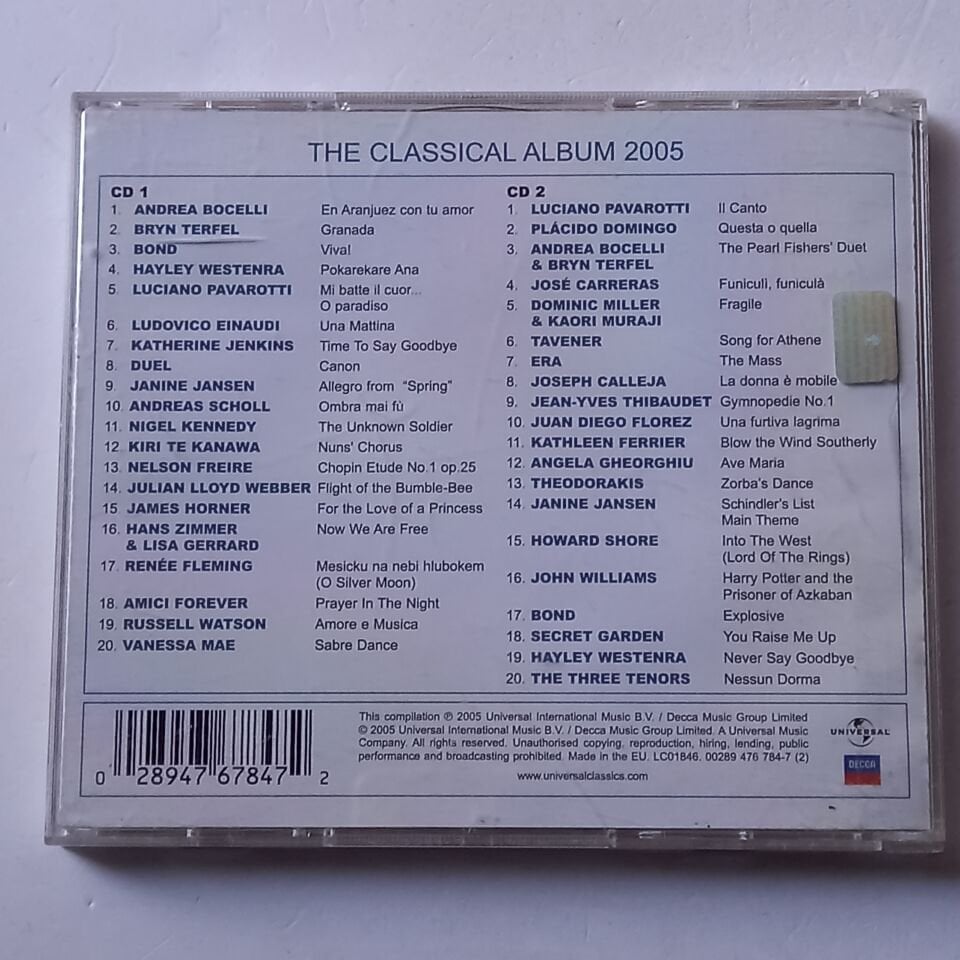 THE CLASSICAL ALBUM 2005
CD 1
1. ANDREA BOCELLI En Aranjuez con tu amor
2. BRYN TERFEL Granada
3. BOND Viva!
4. HAYLEY WESTENRA Pokarekare Ana
5. LUCIANO PAVAROTTI Mi batte il cuor...
O paradiso
6. LUDOVICO EINAUDI Una Mattina
7. KATHERINE JENKINS Time To Say Goodbye
8. DUEL Canon
9. JANINE JANSEN Allegro from "Spring"
10. ANDREAS SCHOLL Ombra mai fù
11. NIGEL KENNEDY The Unknown Soldier
12. KIRI TE KANAWA Nuns' Chorus
13. NELSON FREIRE Chopin Etude No.1 op.25
14. JULIAN LLOYD WEBBER Flight of the Bumble-Bee
15 JAMES HORNER For the Love of a Princess
16. HANS ZIMMER Now We Are Free
& LISA GERRARD
17. RENÉE FLEMING Mesicku na nebi hlubokem
(O Silver Moon)
18. AMICI FOREVER Prayer In The Night
19. RUSSELL WATSON Amore e Musica
20. VANESSA MAE Sabre Dance
CD 2
1. LUCIANO PAVAROTTI Il Canto
2. PLÁCIDO DOMINGO Questa o quella
3. ANDREA BOCELLI The Pearl Fishers' Duet
& BRYN TERFEL
4. JOSÉ CARRERAS Funiculì, funiculà
5. DOMINIC MILLER Fragile
& KAORI MURAJI
6. TAVENER Song for Athene
7. ERA The Mass
8. JOSEPH CALLEJA La donna è mobile
9. JEAN-YVES THIBAUDET Gymnopedie No.1
10. JUAN DIEGO FLOREZ Una furtiva lagrima
11. KATHLEEN FERRIER Blow the Wind Southerly
12. ANGELA GHEORGHIU Ave Maria
13. THEODORAKIS Zorba's Dance
14. JANINE JANSEN Schindler's List
Main Theme
15. HOWARD SHORE Into The West
(Lord Of The Rings)
16. JOHN WILLIAMS Harry Potter and the
Prisoner of Azkaban
17. BOND Explosive
18. SECRET GARDEN You Raise Me Up
19. HAYLEY WESTENRA Never Say Goodbye
20. THE THREE TENORS Nessun Dorma
0 28947 67847 2
This compilation ℗ 2005 Universal International Music B.V. / Decca Music Group Limited
© 2005 Universal International Music B.V. / Decca Music Group Limited. A Universal Music
Company. All rights reserved. Unauthorised copying, reproduction, hiring, lending, public
performance and broadcasting prohibited. Made in the EU. LC01846. 00289 476 784-7 (2)
www.universalclassics.com
UNIVERSAL
DECCA